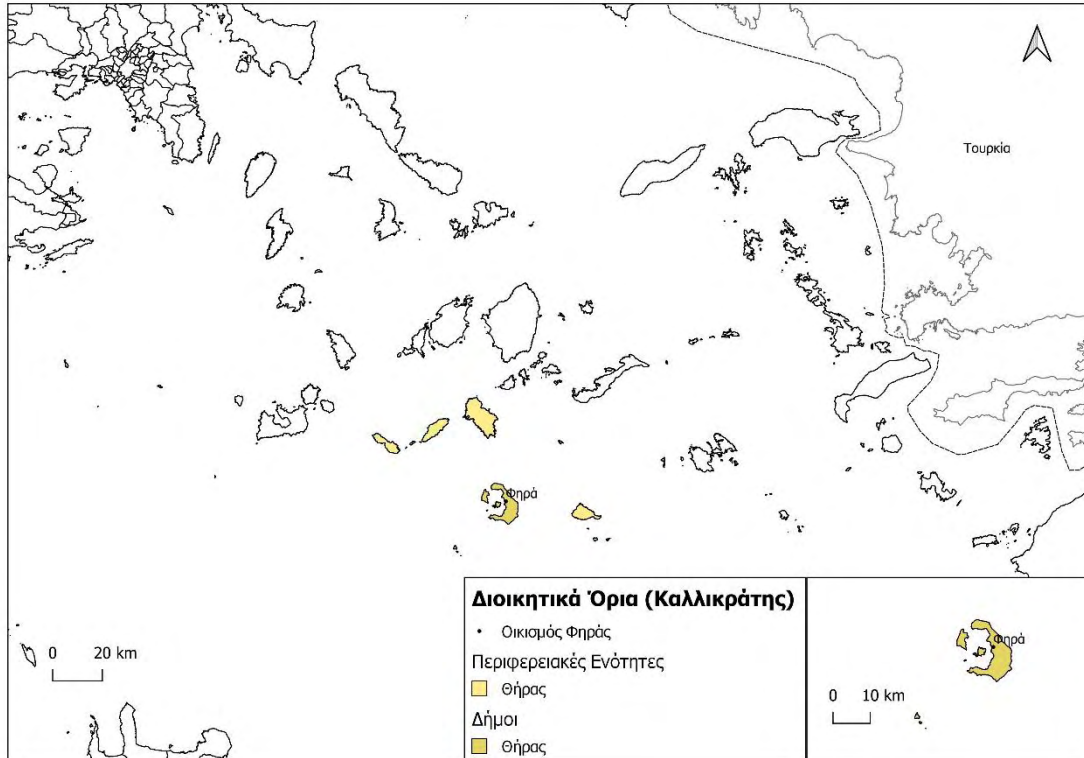 Τουρκία
Φηρά
Διοικητικά Όρια (Καλλικράτης)
Οικισμός Φηράς
Περιφερειακές Ενότητες
Θήρας
Δήμοι
Θήρας
0 20 km
Φηρά
0 10 km